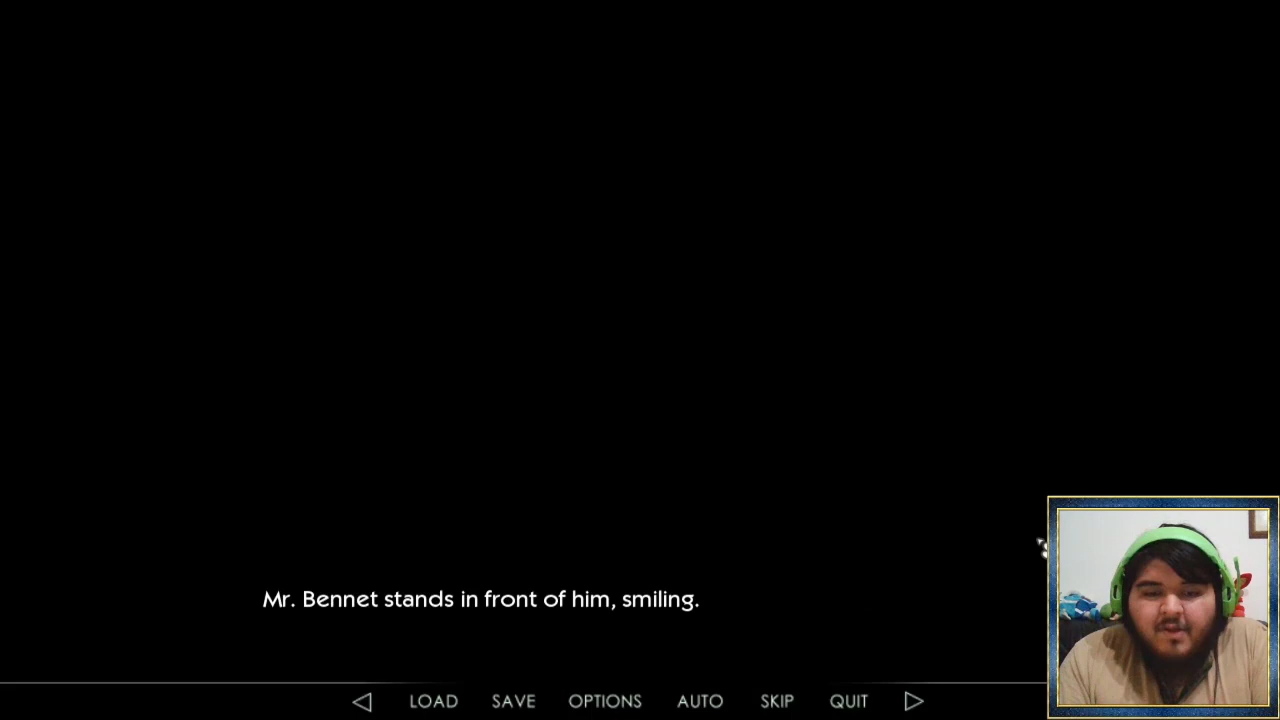 Mr. Bennet stands in front of him, smiling.
LOAD SAVE OPTIONS AUTO SKIP QUIT